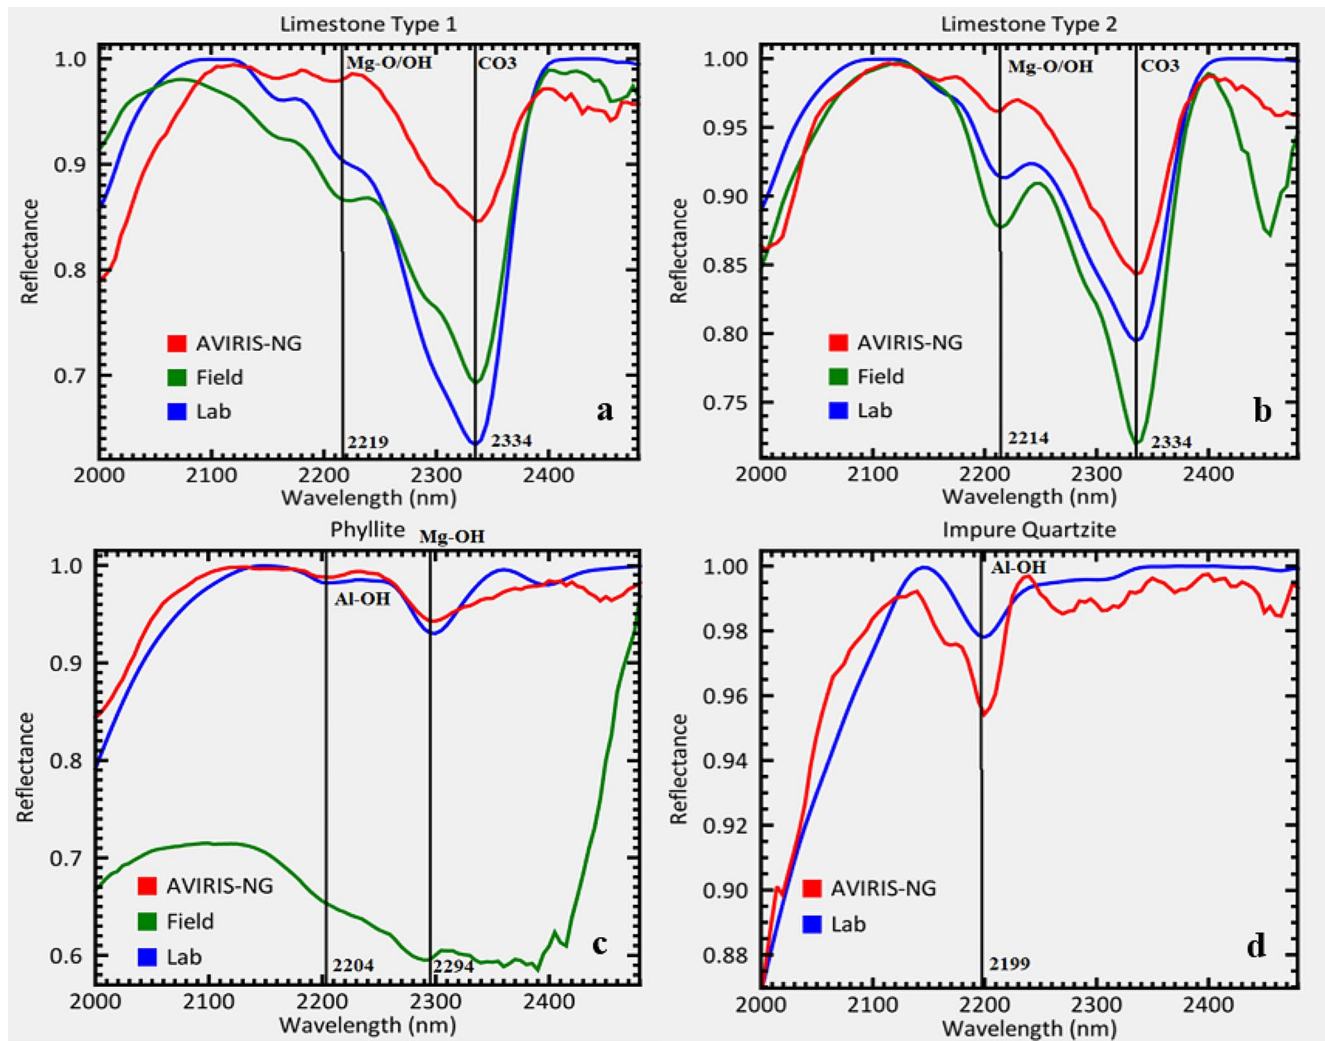 Limestone Type 1
1.0
0.9
0.8
0.7
Reflectance
Mg-O/OH
CO3
AVIRIS-NG
Field
Lab
a
2219
2334
2000 2100 2200 2300 2400
Wavelength (nm)
Limestone Type 2
1.00
0.95
0.90
0.85
0.80
0.75
Reflectance
Mg-O/OH
CO3
AVIRIS-NG
Field
Lab
b
2214
2334
2000 2100 2200 2300 2400
Wavelength (nm)
Phyllite
Mg-OH
1.0
0.9
0.8
0.7
0.6
Reflectance
Al-OH
AVIRIS-NG
Field
Lab
c
2204
2294
2000 2100 2200 2300 2400
Wavelength (nm)
Impure Quartzite
1.00
0.98
0.96
0.94
0.92
0.90
0.88
Reflectance
Al-OH
AVIRIS-NG
Lab
d
2199
2000 2100 2200 2300 2400
Wavelength (nm)